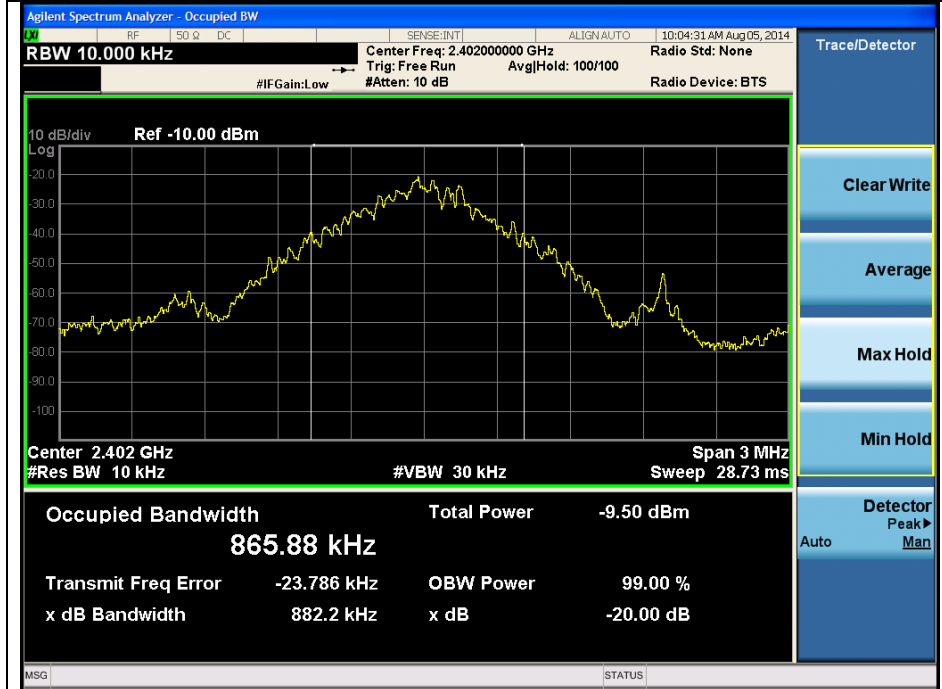 Agilent Spectrum Analyzer - Occupied BW
LXI RF 50 Ω DC SENSE:INT ALIGN AUTO 10:04:31 AM Aug 05, 2014
RBW 10.000 kHz
Center Freq: 2.402000000 GHz Radio Std: None
Trig: Free Run Avg|Hold: 100/100
#IFGain:Low #Atten: 10 dB Radio Device: BTS
Trace/Detector
10 dB/div Ref -10.00 dBm
Log
-20.0
-30.0
-40.0
-50.0
-60.0
-70.0
-80.0
-90.0
-100
Center 2.402 GHz Span 3 MHz
#Res BW 10 kHz #VBW 30 kHz Sweep 28.73 ms
Occupied Bandwidth Total Power -9.50 dBm
865.88 kHz
Transmit Freq Error -23.786 kHz OBW Power 99.00 %
x dB Bandwidth 882.2 kHz x dB -20.00 dB
Clear Write
Average
Max Hold
Min Hold
Detector
Peak▶
Auto Man
MSG STATUS